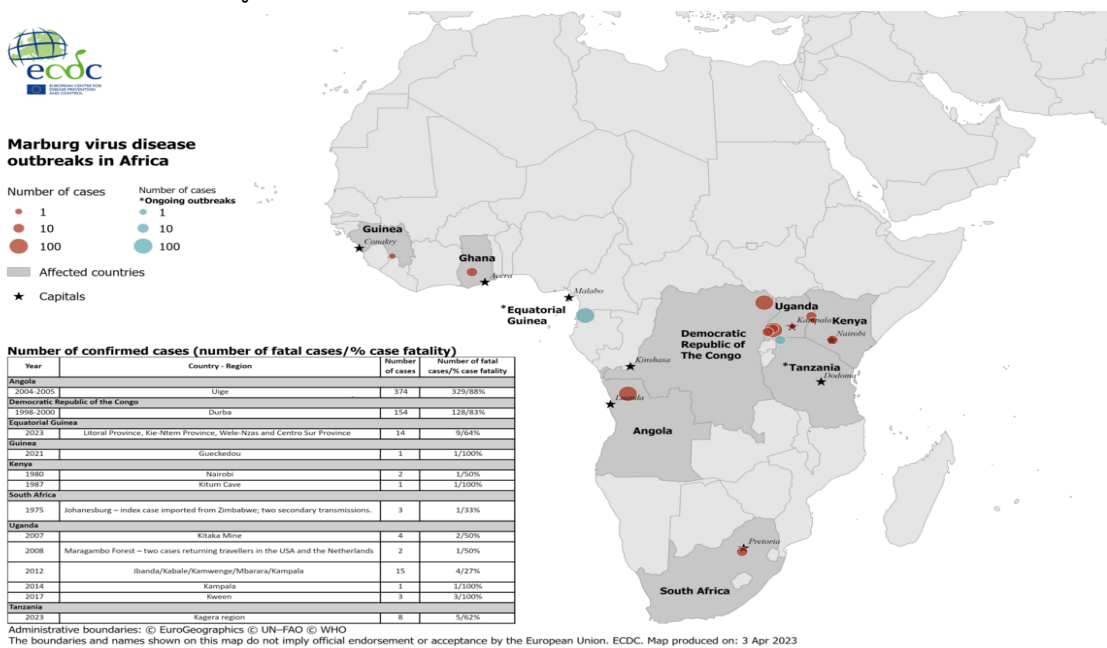 ecdc
EUROPEAN CENTRE FOR
DISEASE PREVENTION
AND CONTROL
Marburg virus disease
outbreaks in Africa
Number of cases
1
10
100
Number of cases
*Ongoing outbreaks
1
10
100
Affected countries
Capitals
Guinea
Conakry
Ghana
Accra
Malabo
*Equatorial
Guinea
Uganda
Kampala
Kenya
Nairobi
Democratic
Republic of
The Congo
Kinshasa
*Tanzania
Dodoma
Luanda
Angola
Pretoria
South Africa
Number of confirmed cases (number of fatal cases/% case fatality)
Year Country - Region Number of cases Number of fatal cases/% case fatality
Angola
2004-2005 Uige 374 329/88%
Democratic Republic of the Congo
1998-2000 Durba 154 128/83%
Equatorial Guinea
2023 Litoral Province, Kie-Ntem Province, Wele-Nzas and Centro Sur Province 14 9/64%
Guinea
2021 Gueckedou 1 1/100%
Kenya
1980 Nairobi 2 1/50%
1987 Kitum Cave 1 1/100%
South Africa
1975 Johanesburg – index case imported from Zimbabwe; two secondary transmissions. 3 1/33%
Uganda
2007 Kitaka Mine 4 2/50%
2008 Maragambo Forest – two cases returning travellers in the USA and the Netherlands 2 1/50%
2012 Ibanda/Kabale/Kamwenge/Mbarara/Kampala 15 4/27%
2014 Kampala 1 1/100%
2017 Kween 3 3/100%
Tanzania
2023 Kagera region 8 5/62%
Administrative boundaries: © EuroGeographics © UN–FAO © WHO
The boundaries and names shown on this map do not imply official endorsement or acceptance by the European Union. ECDC. Map produced on: 3 Apr 2023